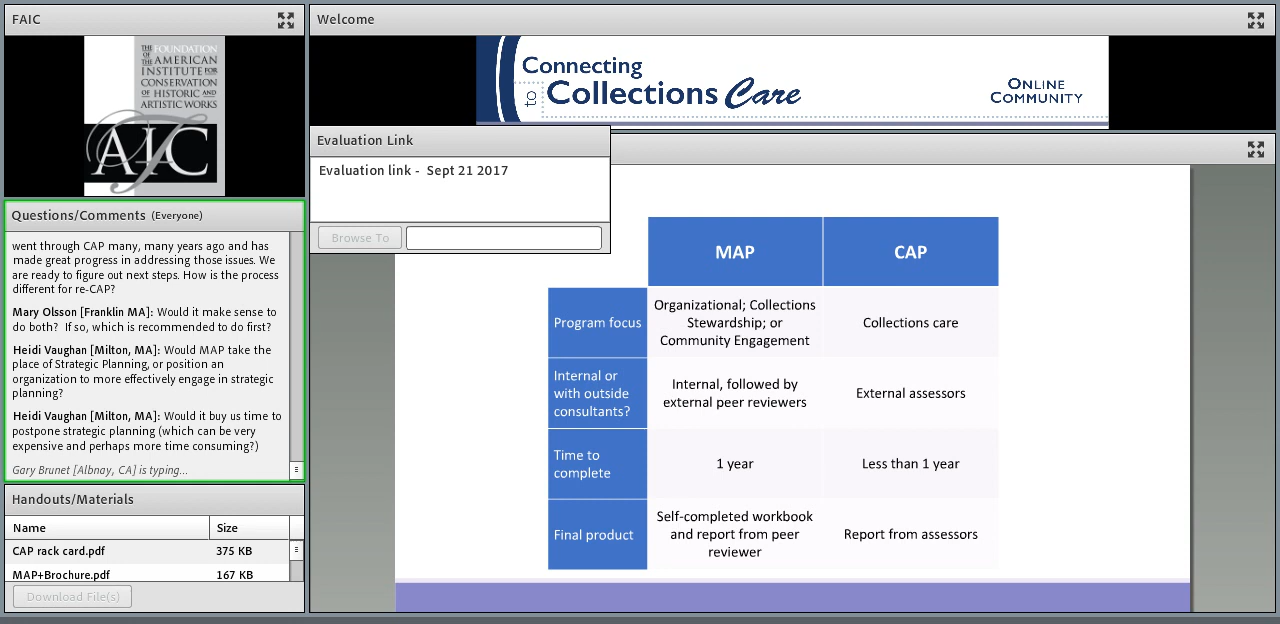 FAIC
THE FOUNDATION
OF THE AMERICAN
INSTITUTE FOR
CONSERVATION
OF HISTORIC AND
ARTISTIC WORKS
AIC
Questions/Comments (Everyone)
went through CAP many, many years ago and has
made great progress in addressing those issues. We
are ready to figure out next steps. How is the process
different for re-CAP?
Mary Olsson [Franklin MA]: Would it make sense to
do both? If so, which is recommended to do first?
Heidi Vaughan [Milton, MA]: Would MAP take the
place of Strategic Planning, or position an
organization to more effectively engage in strategic
planning?
Heidi Vaughan [Milton, MA]: Would it buy us time to
postpone strategic planning (which can be very
expensive and perhaps more time consuming?)
Gary Brunet [Albnay, CA] is typing...
Handouts/Materials
Name Size
CAP rack card.pdf 375 KB
MAP+Brochure.pdf 167 KB
Download File(s)
Welcome
Connecting
to Collections Care
ONLINE
COMMUNITY
Evaluation Link
Evaluation link - Sept 21 2017
Browse To
MAP CAP
Program focus
Organizational; Collections
Stewardship; or
Community Engagement
Collections care
Internal or
with outside
consultants?
Internal, followed by
external peer reviewers
External assessors
Time to
complete
1 year
Less than 1 year
Final product
Self-completed workbook
and report from peer
reviewer
Report from assessors